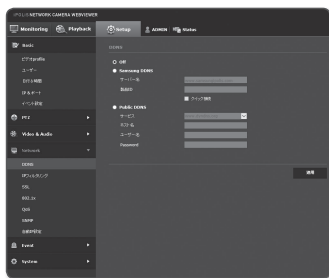 iPOLiS NETWORK CAMERA WEBVIEWER
Monitoring
Playback
Setup
ADMIN
Status
Basic
ビデオprofile
ユーザー
日付と時間
IP & ポート
イベント設定
PTZ
Video & Audio
Network
DDNS
IPフィルタリング
SSL
802.1x
QoS
SNMP
自動IP設定
Event
System
DDNS
Off
Samsung DDNS
サーバー名
製品ID
クイック接続
Public DDNS
サービス
ホスト名
ユーザー名
Password
適用